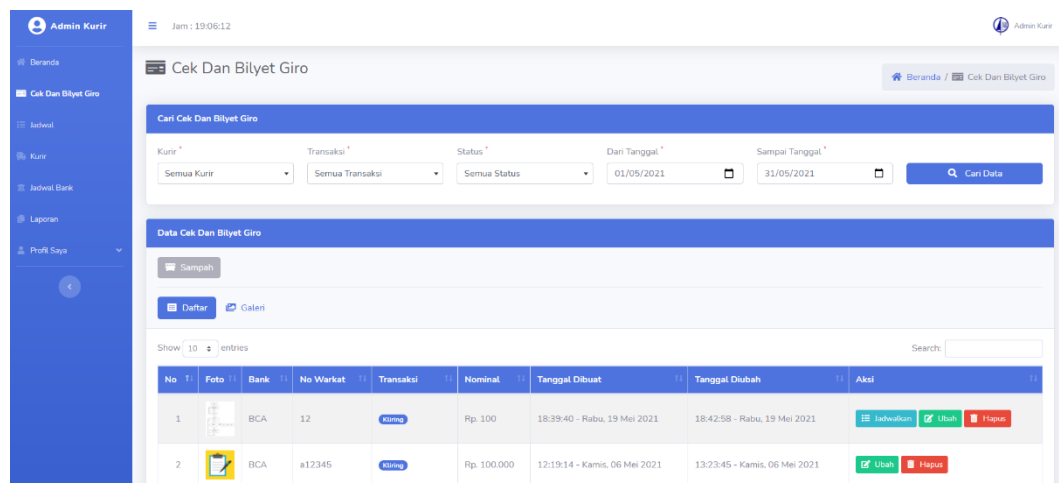 Admin Kurir
Jam : 19:06:12
Admin Kurir
Beranda
Cek Dan Bilyet Giro
Jadwal
Kurir
Jadwal Bank
Laporan
Profil Saya
Cek Dan Bilyet Giro
Beranda / Cek Dan Bilyet Giro
Cari Cek Dan Bilyet Giro
Kurir * Transaksi * Status * Dari Tanggal * Sampai Tanggal *
Semua Kurir Semua Transaksi Semua Status 01/05/2021 31/05/2021 Cari Data
Data Cek Dan Bilyet Giro
Sampah
Daftar Galeri
Show 10 entries Search:
No Foto Bank No Warkat Transaksi Nominal Tanggal Dibuat Tanggal Diubah Aksi
1 BCA 12 Kliring Rp. 100 18:39:40 - Rabu, 19 Mei 2021 18:42:58 - Rabu, 19 Mei 2021 Jadwalkan Ubah Hapus
2 BCA a12345 Kliring Rp. 100.000 12:19:14 - Kamis, 06 Mei 2021 13:23:45 - Kamis, 06 Mei 2021 Ubah Hapus